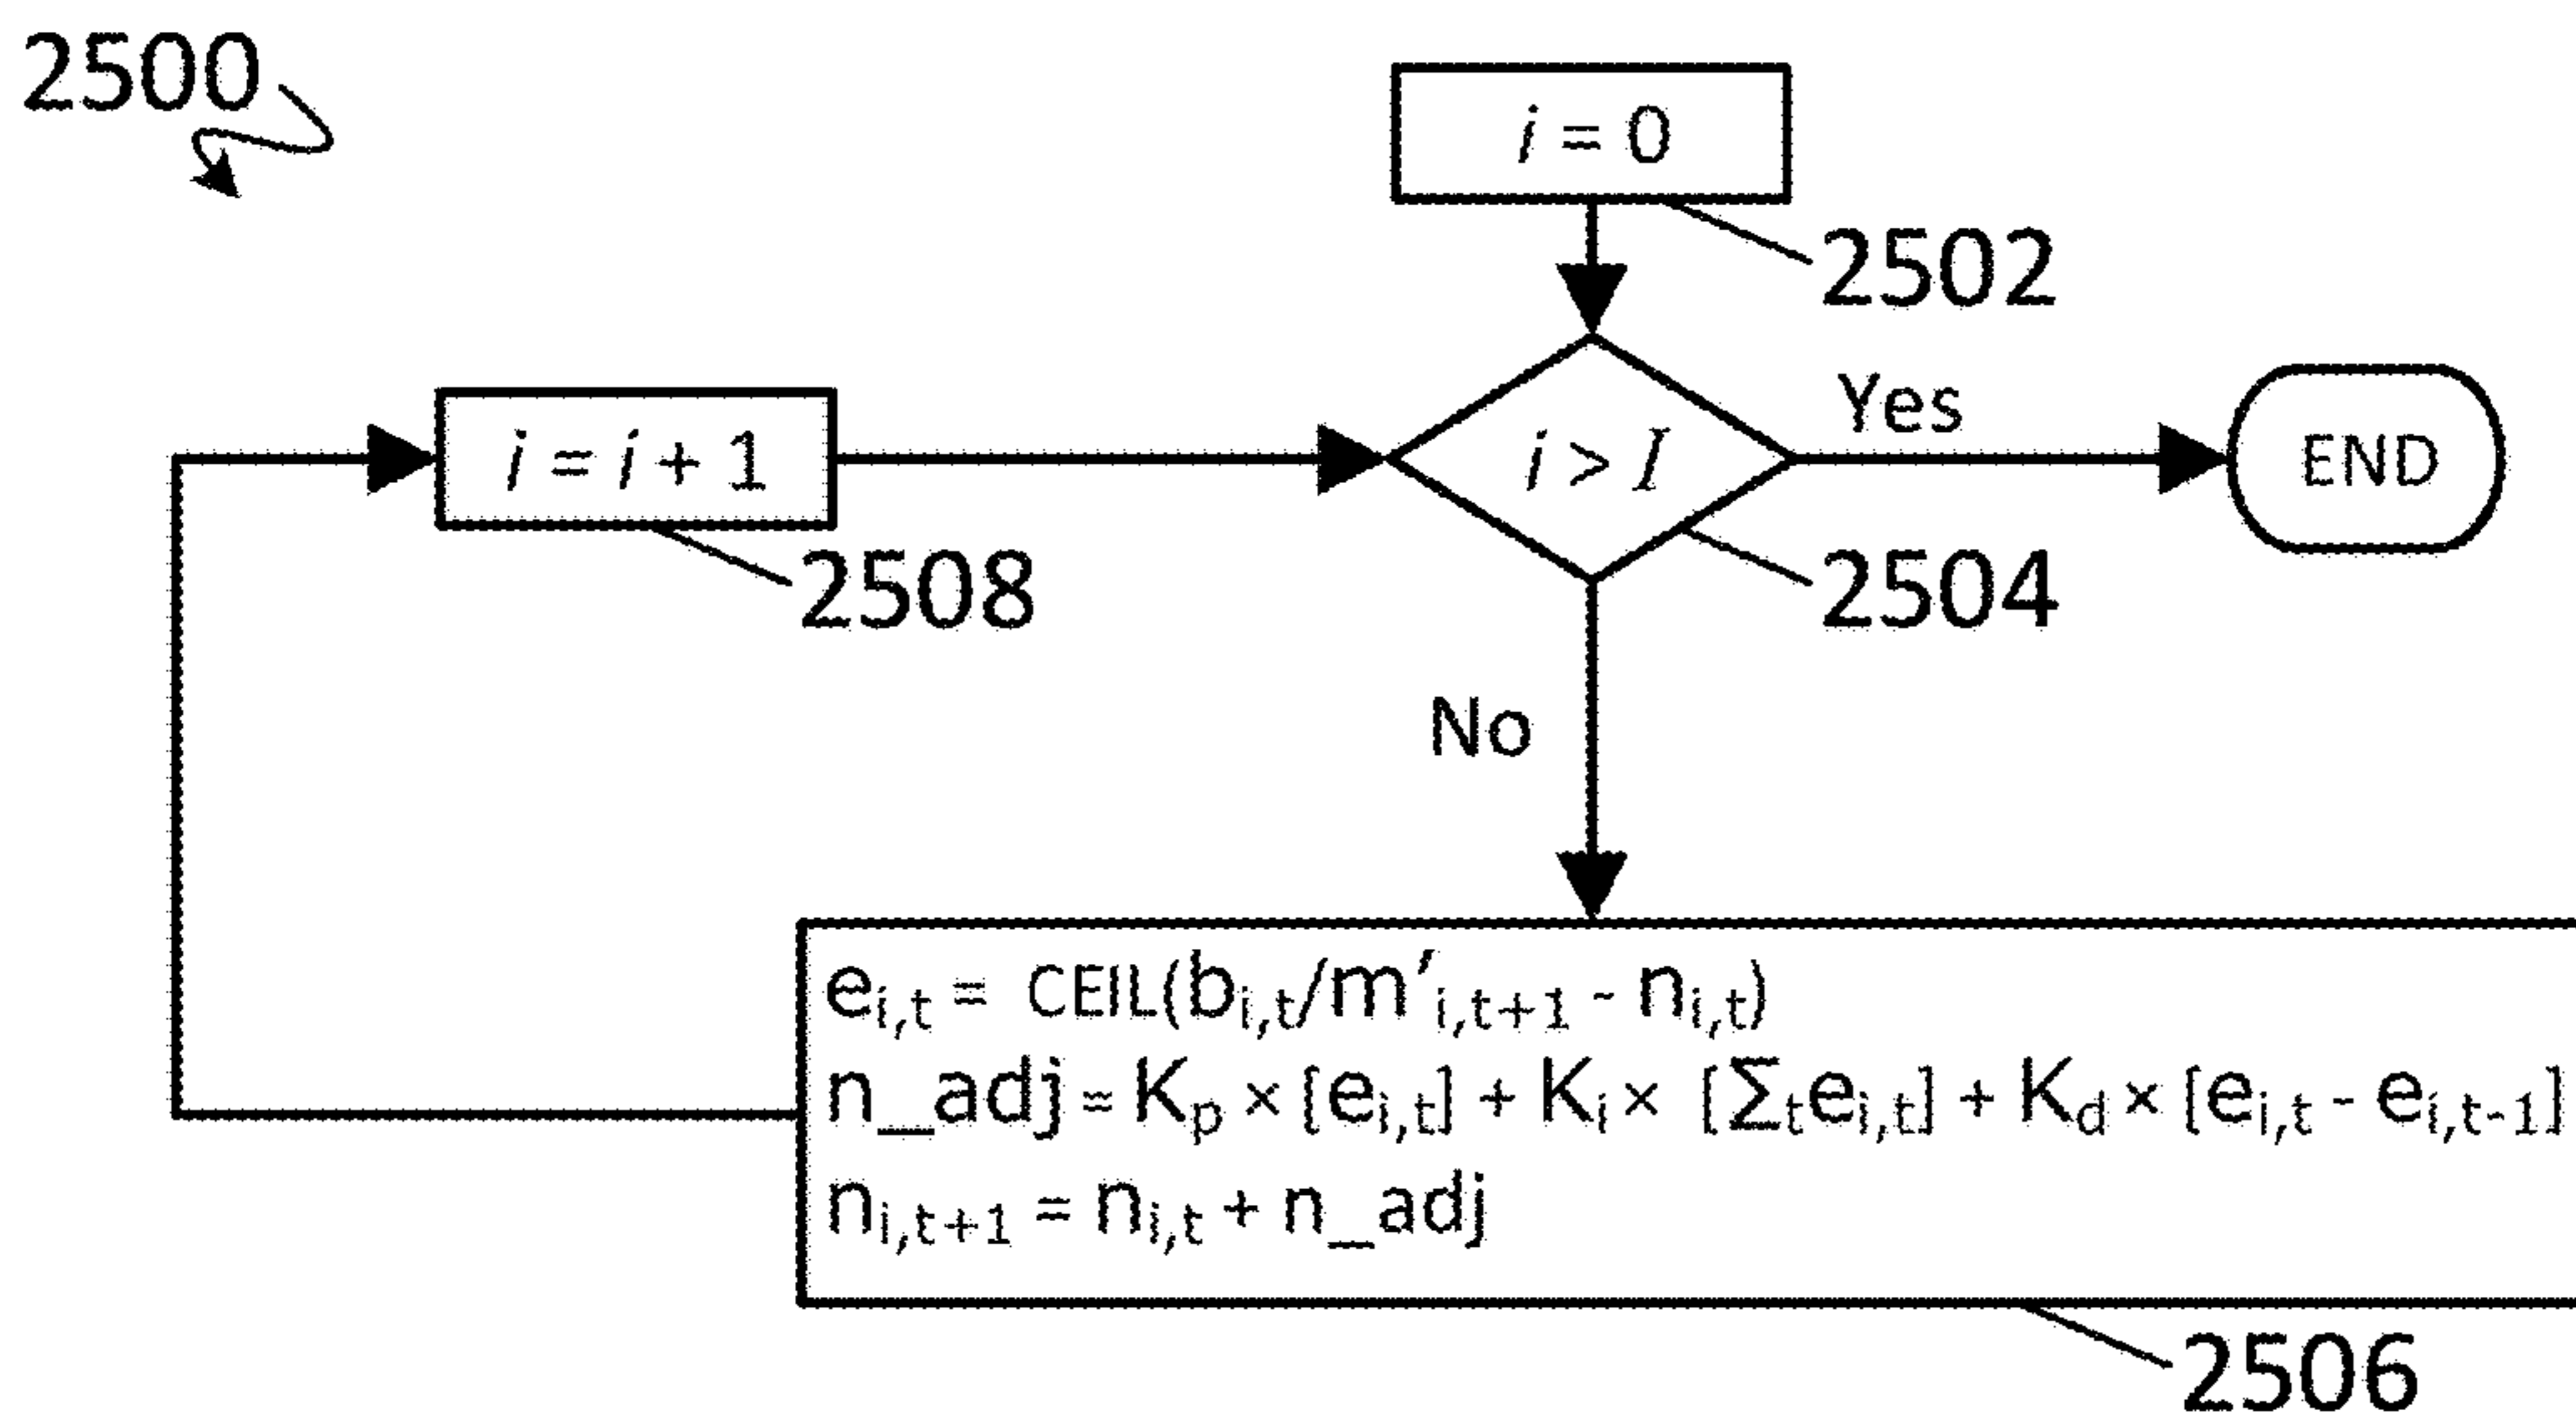 2500
i = 0
2502
i = i + 1
i > I
Yes
END
2508
2504
No
e_{i,t} = CEIL(b_{i,t}/m′_{i,t+1} - n_{i,t})
n_adj = K_p × [e_{i,t}] + K_i × [∑_t e_{i,t}] + K_d × [e_{i,t} - e_{i,t-1}]
n_{i,t+1} = n_{i,t} + n_adj
2506